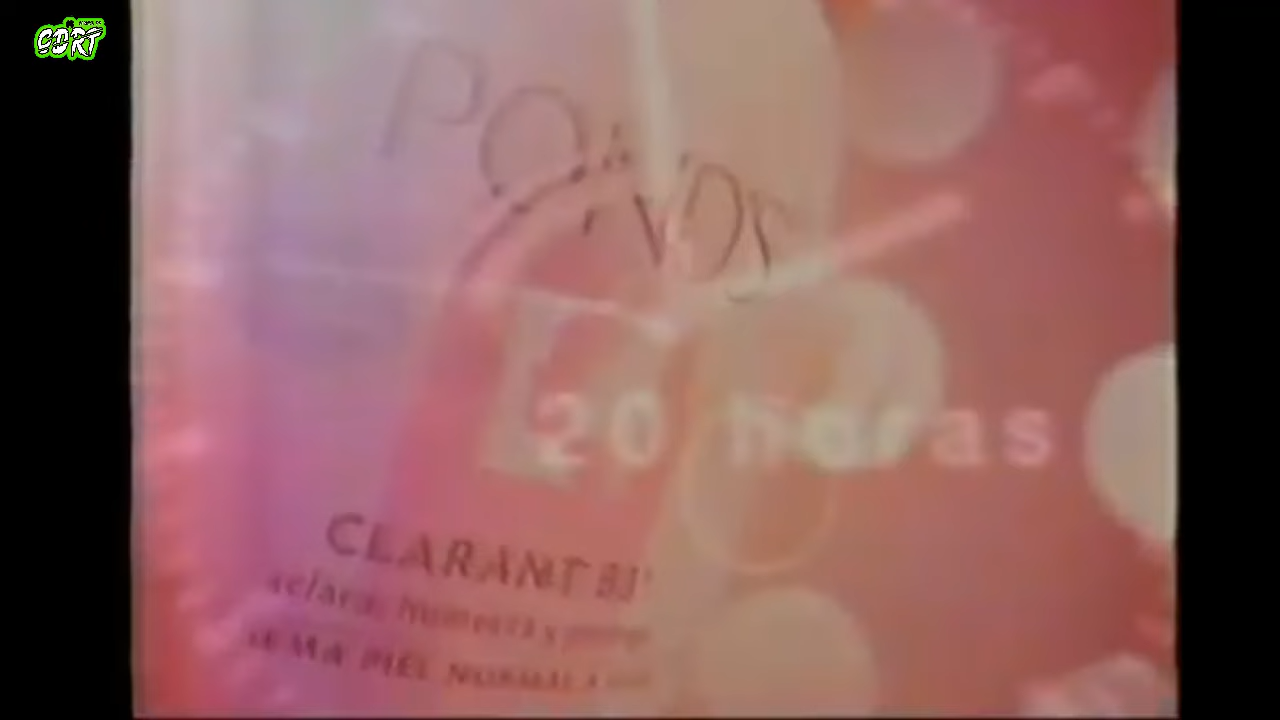 CDRT
POND'S
20 horas
CLARANT B3
aclara, humecta y
CREMA PIEL NORMAL A